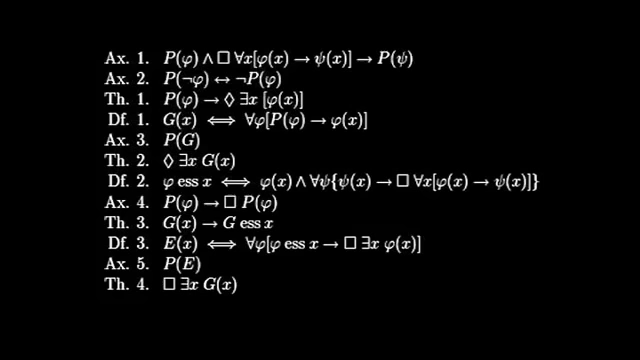 Ax. 1. P(φ) ∧ □ ∀x[φ(x) → ψ(x)] → P(ψ)
Ax. 2. P(¬φ) ↔ ¬P(φ)
Th. 1. P(φ) → ◊ ∃x [φ(x)]
Df. 1. G(x) ⟺ ∀φ[P(φ) → φ(x)]
Ax. 3. P(G)
Th. 2. ◊ ∃x G(x)
Df. 2. φ ess x ⟺ φ(x) ∧ ∀ψ{ψ(x) → □ ∀x[φ(x) → ψ(x)]}
Ax. 4. P(φ) → □ P(φ)
Th. 3. G(x) → G ess x
Df. 3. E(x) ⟺ ∀φ[φ ess x → □ ∃x φ(x)]
Ax. 5. P(E)
Th. 4. □ ∃x G(x)